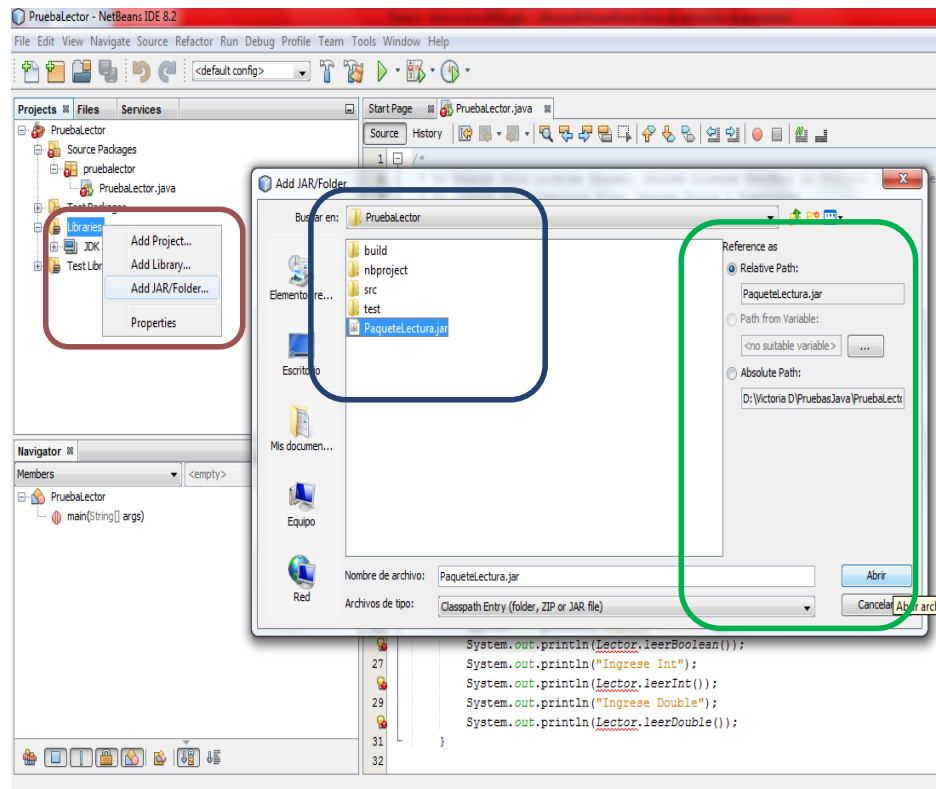 PruebaLector - NetBeans IDE 8.2
File Edit View Navigate Source Refactor Run Debug Profile Team Tools Window Help
<default config>
Projects Files Services
PruebaLector
Source Packages
pruebalector
PruebaLector.java
Test Packages
Libraries
JDK
Test Libr
Add Project...
Add Library...
Add JAR/Folder...
Properties
Navigator
Members
<empty>
PruebaLector
main(String[] args)
Start Page PruebaLector.java
Source History
1 /*
Add JAR/Folder
Buscar en: PruebaLector
Elemento
Escritorio
Mis documen...
Equipo
Red
build
nbproject
src
test
PaqueteLectura.jar
Reference as
Relative Path:
PaqueteLectura.jar
Path from Variable:
<no suitable variable> ...
Absolute Path:
D:\Victoria D\PruebasJava\PruebaLecto
Nombre de archivo: PaqueteLectura.jar
Abrir
Archivos de tipo: Classpath Entry (folder, ZIP or JAR file)
Cancelar
System.out.println(Lector.leerBoolean());
27 System.out.println("Ingrese Int");
System.out.println(Lector.leerInt());
29 System.out.println("Ingrese Double");
System.out.println(Lector.leerDouble());
31 }
32